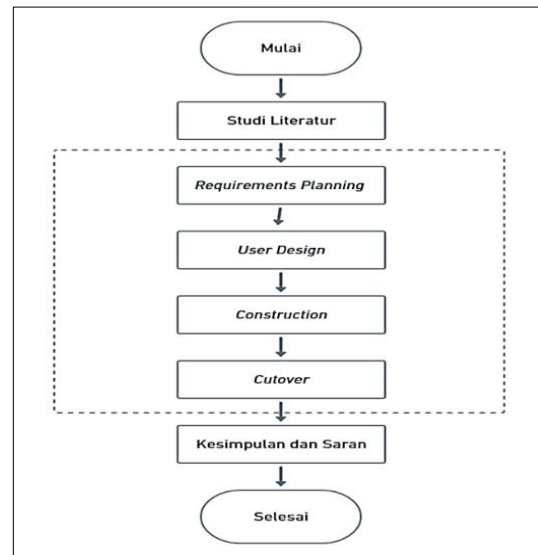 Mulai
Studi Literatur
Requirements Planning
User Design
Construction
Cutover
Kesimpulan dan Saran
Selesai